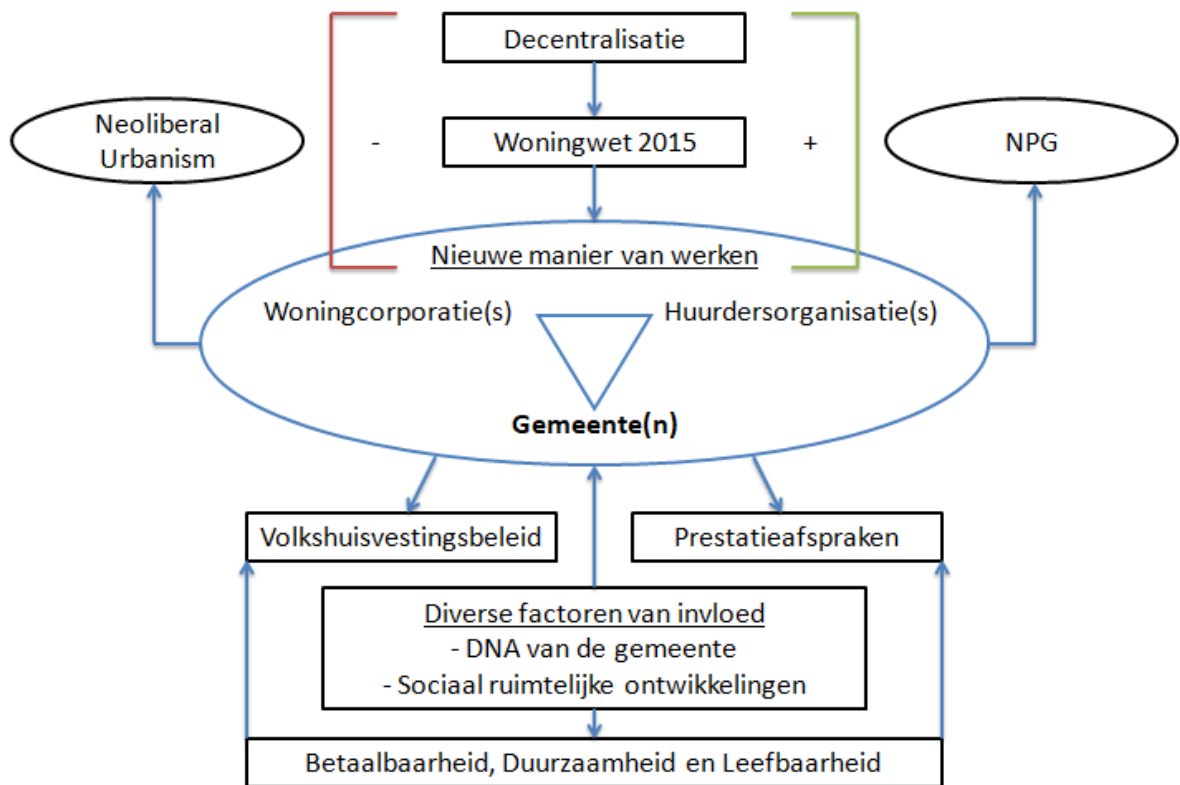 Decentralisatie
Neoliberal
Urbanism
-
Woningwet 2015
+
NPG
Nieuwe manier van werken
Woningcorporatie(s)
Huurdersorganisatie(s)
Gemeente(n)
Volkshuisvestingsbeleid
Prestatieafspraken
Diverse factoren van invloed
- DNA van de gemeente
- Sociaal ruimtelijke ontwikkelingen
Betaalbaarheid, Duurzaamheid en Leefbaarheid